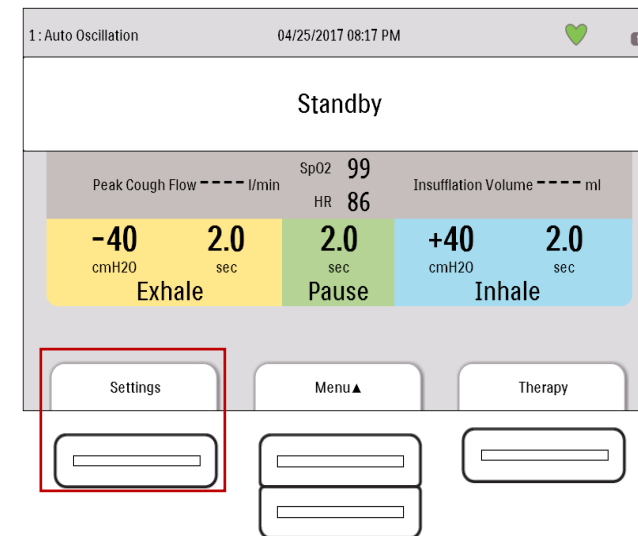 1: Auto Oscillation 04/25/2017 08:17 PM
Standby
SpO2 99
Peak Cough Flow ---- l/min Insufflation Volume ---- ml
HR 86
-40 2.0 2.0 +40 2.0
cmH2O sec sec cmH2O sec
Exhale Pause Inhale
Settings Menu▲ Therapy